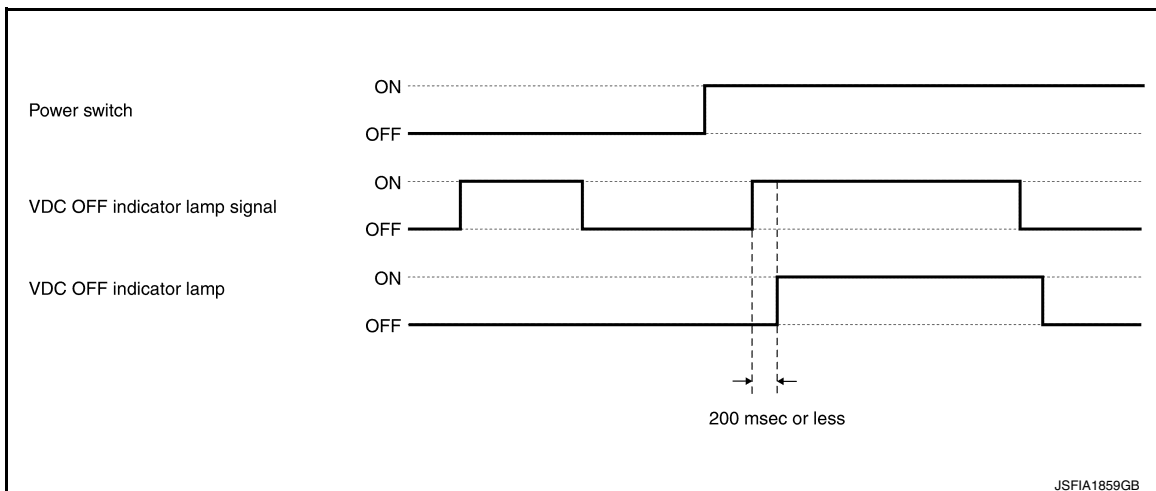 ON
Power switch
OFF
ON
VDC OFF indicator lamp signal
OFF
ON
VDC OFF indicator lamp
OFF
200 msec or less
JSFIA1859GB